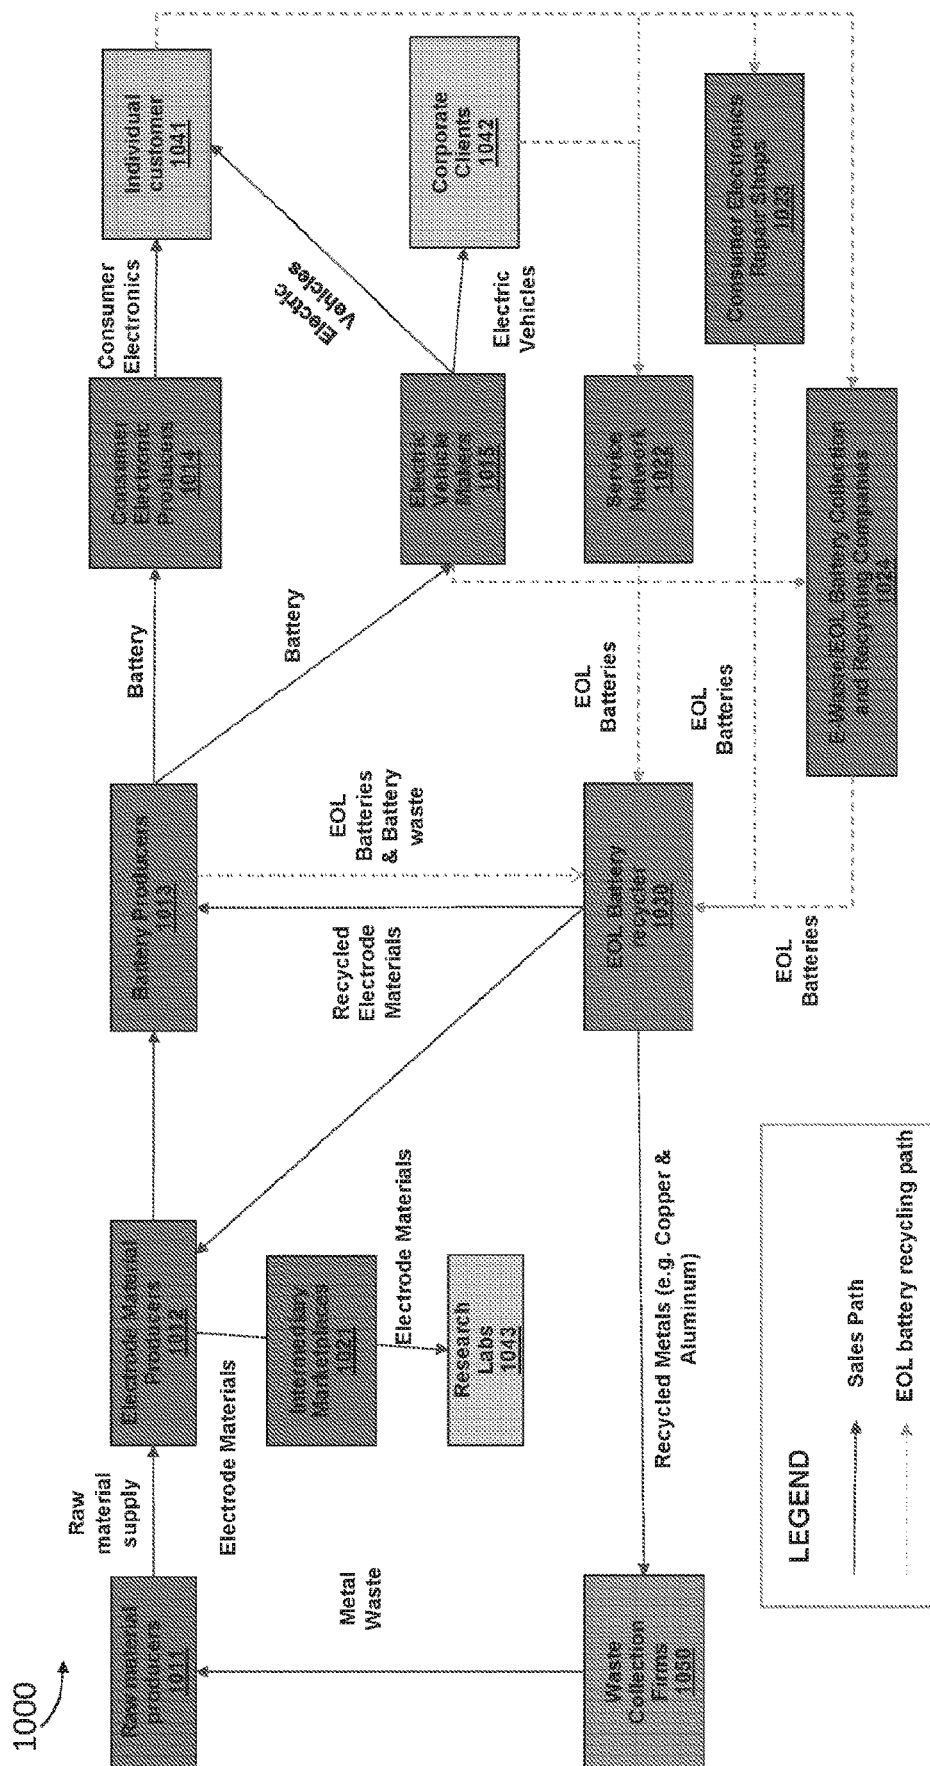 1000
Raw material
producers
1011
Raw
material
supply
Electrode Material
Producers
1012
Battery Producers
1013
Battery
Consumer
Electronic
Producers
1014
Consumer
Electronics
Individual
customer
1041
Electrode Materials
Intermediary
Marketplaces
1021
Electrode Materials
Research
Labs
1043
Recycled
Electrode
Materials
EOL
Batteries
& Battery
waste
Battery
Electric
Vehicle
Makers
1015
Electric
Vehicles
Electric
Vehicles
Corporate
Clients
1042
Metal
Waste
Waste
Collection
Firms
1050
Recycled Metals (e.g. Copper &
Aluminum)
EOL Battery
recycler
1030
EOL
Batteries
Service
Network
1022
EOL
Batteries
Consumer Electronics
Repair Shops
1023
EOL
Batteries
E-Waste/EOL Battery Collection
and Recycling Companies
1024
LEGEND
Sales Path
EOL battery recycling path